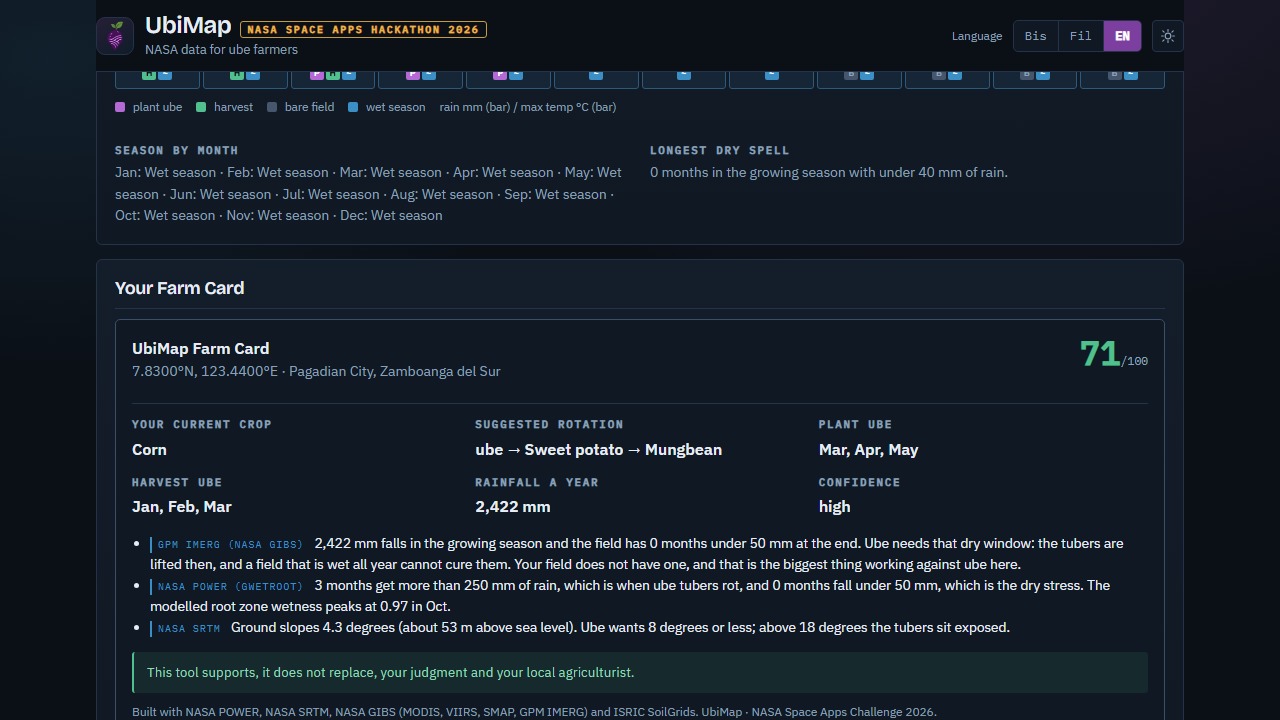 UbiMap NASA SPACE APPS HACKATHON 2026
NASA data for ube farmers
Language Bis Fil EN
plant ube harvest bare field wet season rain mm (bar) / max temp °C (bar)
SEASON BY MONTH
Jan: Wet season · Feb: Wet season · Mar: Wet season · Apr: Wet season · May: Wet
season · Jun: Wet season · Jul: Wet season · Aug: Wet season · Sep: Wet season ·
Oct: Wet season · Nov: Wet season · Dec: Wet season
LONGEST DRY SPELL
0 months in the growing season with under 40 mm of rain.
Your Farm Card
UbiMap Farm Card
7.8300°N, 123.4400°E · Pagadian City, Zamboanga del Sur
71/100
YOUR CURRENT CROP
Corn
SUGGESTED ROTATION
ube → Sweet potato → Mungbean
PLANT UBE
Mar, Apr, May
HARVEST UBE
Jan, Feb, Mar
RAINFALL A YEAR
2,422 mm
CONFIDENCE
high
GPM IMERG (NASA GIBS) 2,422 mm falls in the growing season and the field has 0 months under 50 mm at the end. Ube needs that dry window: the tubers are
lifted then, and a field that is wet all year cannot cure them. Your field does not have one, and that is the biggest thing working against ube here.
NASA POWER (GWETROOT) 3 months get more than 250 mm of rain, which is when ube tubers rot, and 0 months fall under 50 mm, which is the dry stress. The
modelled root zone wetness peaks at 0.97 in Oct.
NASA SRTM Ground slopes 4.3 degrees (about 53 m above sea level). Ube wants 8 degrees or less; above 18 degrees the tubers sit exposed.
This tool supports, it does not replace, your judgment and your local agriculturist.
Built with NASA POWER, NASA SRTM, NASA GIBS (MODIS, VIIRS, SMAP, GPM IMERG) and ISRIC SoilGrids. UbiMap · NASA Space Apps Challenge 2026.